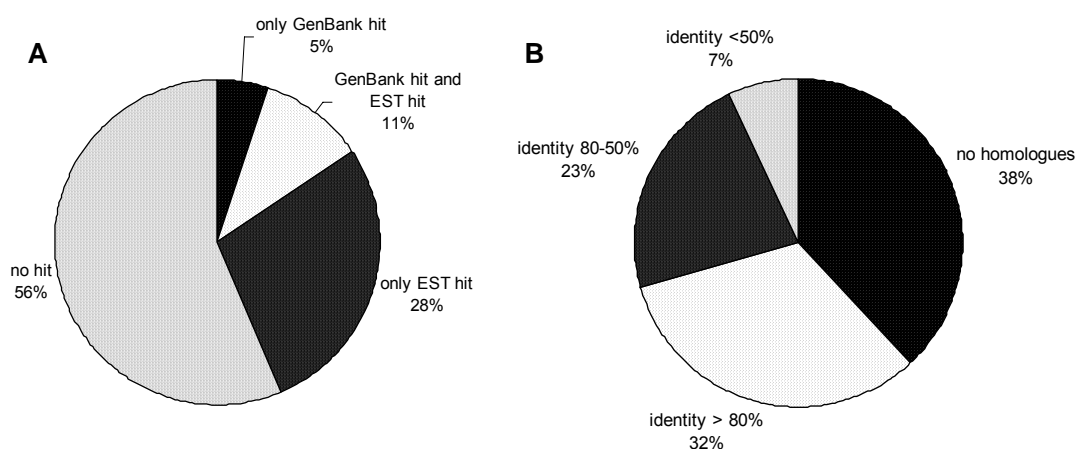 A
only GenBank hit
5%
GenBank hit and
EST hit
11%
only EST hit
28%
no hit
56%
B
identity <50%
7%
no homologues
38%
identity > 80%
32%
identity 80-50%
23%